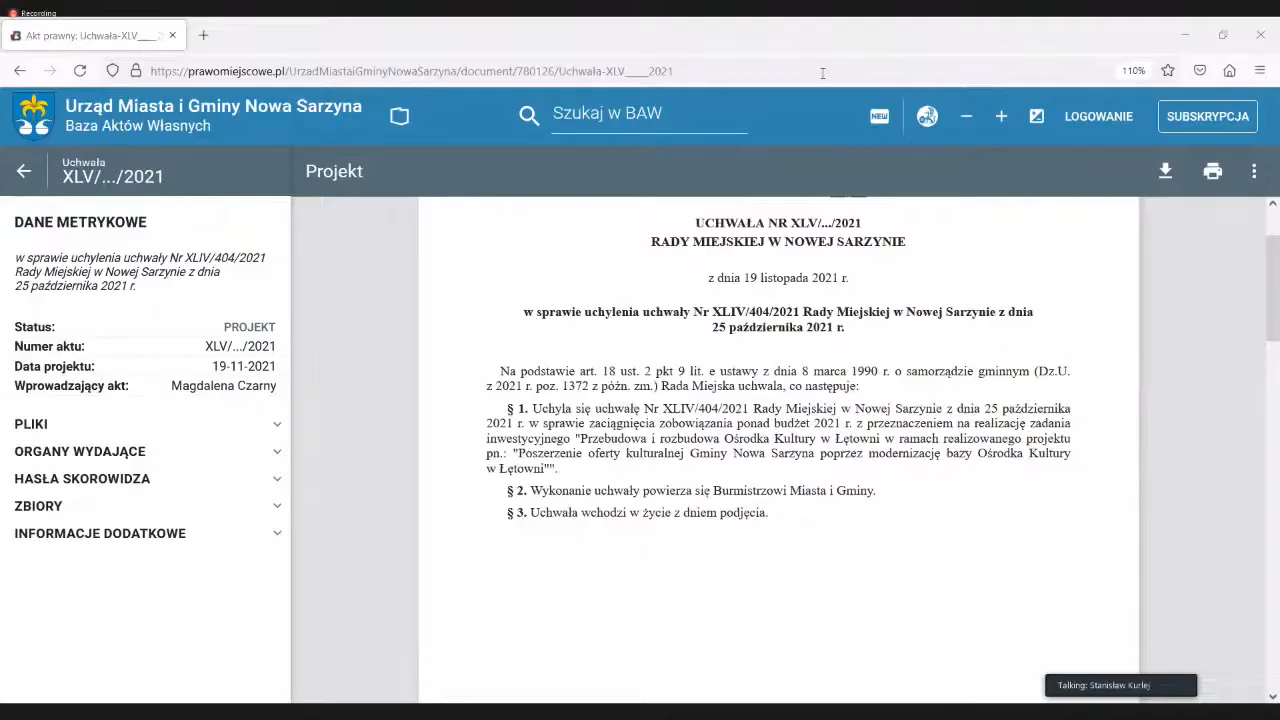 Recording
Akt prawny: Uchwała-XLV____2
https://prawomiejscowe.pl/UrzadMiastaiGminyNowaSarzyna/document/780126/Uchwała-XLV____2021
110%
Urząd Miasta i Gminy Nowa Sarzyna
Baza Aktów Własnych
Szukaj w BAW
NEW
LOGOWANIE
SUBSKRYPCJA
Uchwała
XLV/.../2021
Projekt
DANE METRYKOWE
w sprawie uchylenia uchwały Nr XLIV/404/2021
Rady Miejskiej w Nowej Sarzynie z dnia
25 października 2021 r.
Status: PROJEKT
Numer aktu: XLV/.../2021
Data projektu: 19-11-2021
Wprowadzający akt: Magdalena Czarny
PLIKI
ORGANY WYDAJĄCE
HASŁA SKOROWIDZA
ZBIORY
INFORMACJE DODATKOWE
UCHWAŁA NR XLV/.../2021
RADY MIEJSKIEJ W NOWEJ SARZYNIE
z dnia 19 listopada 2021 r.
w sprawie uchylenia uchwały Nr XLIV/404/2021 Rady Miejskiej w Nowej Sarzynie z dnia
25 października 2021 r.
Na podstawie art. 18 ust. 2 pkt 9 lit. e ustawy z dnia 8 marca 1990 r. o samorządzie gminnym (Dz.U.
z 2021 r. poz. 1372 z późn. zm.) Rada Miejska uchwala, co następuje:
§ 1. Uchyla się uchwałę Nr XLIV/404/2021 Rady Miejskiej w Nowej Sarzynie z dnia 25 października
2021 r. w sprawie zaciągnięcia zobowiązania ponad budżet 2021 r. z przeznaczeniem na realizację zadania
inwestycyjnego "Przebudowa i rozbudowa Ośrodka Kultury w Łętowni w ramach realizowanego projektu
pn.: "Poszerzenie oferty kulturalnej Gminy Nowa Sarzyna poprzez modernizację bazy Ośrodka Kultury
w Łętowni"".
§ 2. Wykonanie uchwały powierza się Burmistrzowi Miasta i Gminy.
§ 3. Uchwała wchodzi w życie z dniem podjęcia.
Talking: Stanisław Kurlej